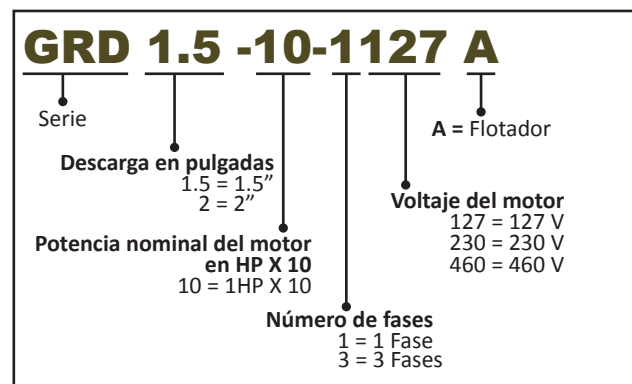 GRD 1.5 -10-1127 A
Serie
A = Flotador
Descarga en pulgadas
1.5 = 1.5”
2 = 2”
Voltaje del motor
127 = 127 V
230 = 230 V
460 = 460 V
Potencia nominal del motor
en HP X 10
10 = 1HP X 10
Número de fases
1 = 1 Fase
3 = 3 Fases